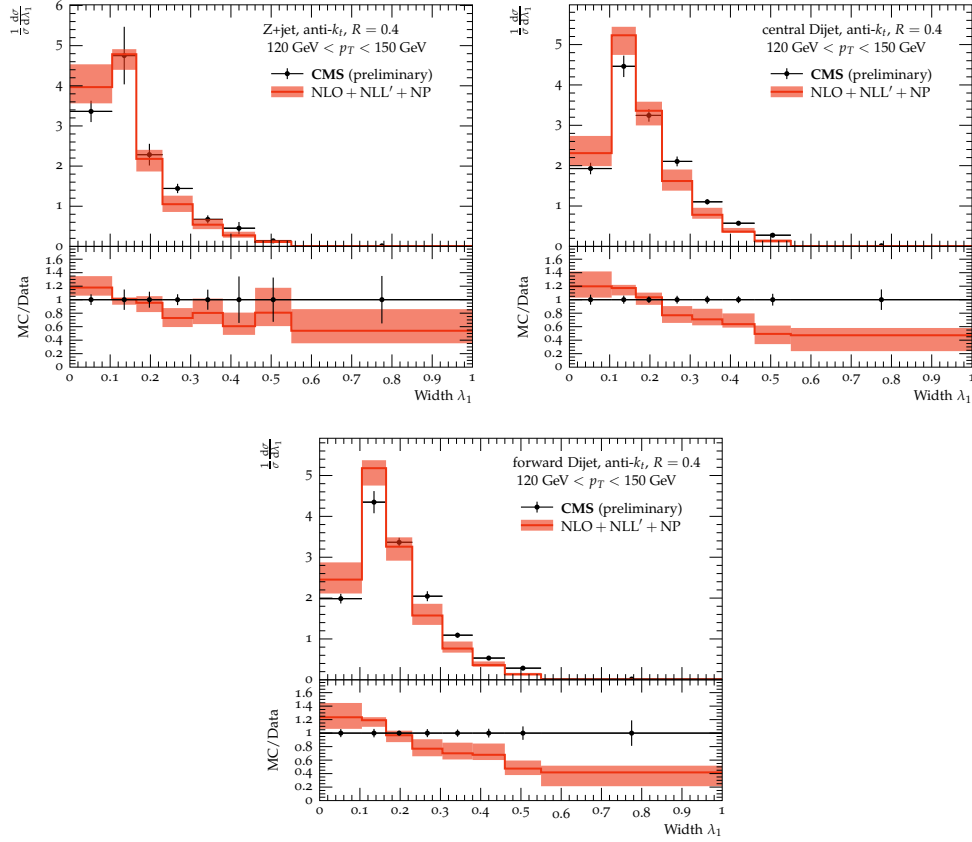 1/σ dσ/dλ₁
Z+jet, anti-kₜ, R = 0.4
120 GeV < p_T < 150 GeV
CMS (preliminary)
NLO + NLL′ + NP
6
5
4
3
2
1
0
MC/Data
1.6
1.4
1.2
1
0.8
0.6
0.4
0.2
0
0 0.1 0.2 0.3 0.4 0.5 0.6 0.7 0.8 0.9 1
Width λ₁
1/σ dσ/dλ₁
central Dijet, anti-kₜ, R = 0.4
120 GeV < p_T < 150 GeV
CMS (preliminary)
NLO + NLL′ + NP
5
4
3
2
1
0
MC/Data
1.6
1.4
1.2
1
0.8
0.6
0.4
0.2
0
0 0.1 0.2 0.3 0.4 0.5 0.6 0.7 0.8 0.9 1
Width λ₁
1/σ dσ/dλ₁
forward Dijet, anti-kₜ, R = 0.4
120 GeV < p_T < 150 GeV
CMS (preliminary)
NLO + NLL′ + NP
5
4
3
2
1
0
MC/Data
1.6
1.4
1.2
1
0.8
0.6
0.4
0.2
0
0 0.1 0.2 0.3 0.4 0.5 0.6 0.7 0.8 0.9 1
Width λ₁